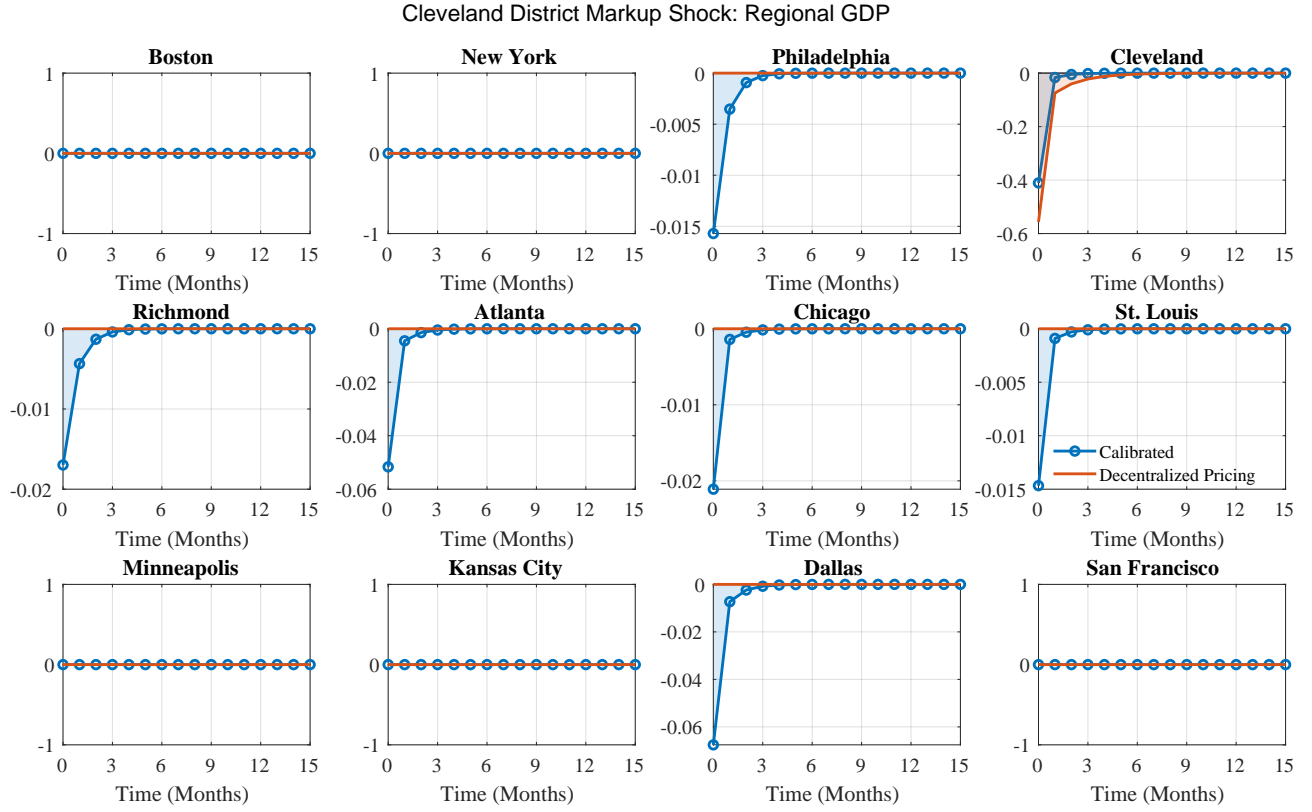 Cleveland District Markup Shock: Regional GDP
Boston
1
0
-1
0 3 6 9 12 15
Time (Months)
New York
1
0
-1
0 3 6 9 12 15
Time (Months)
Philadelphia
0
-0.005
-0.01
-0.015
0 3 6 9 12 15
Time (Months)
Cleveland
0
-0.2
-0.4
-0.6
0 3 6 9 12 15
Time (Months)
Richmond
0
-0.01
-0.02
0 3 6 9 12 15
Time (Months)
Atlanta
0
-0.02
-0.04
-0.06
0 3 6 9 12 15
Time (Months)
Chicago
0
-0.01
-0.02
0 3 6 9 12 15
Time (Months)
St. Louis
0
-0.005
-0.01
-0.015
Calibrated
Decentralized Pricing
0 3 6 9 12 15
Time (Months)
Minneapolis
1
0
-1
0 3 6 9 12 15
Time (Months)
Kansas City
1
0
-1
0 3 6 9 12 15
Time (Months)
Dallas
0
-0.02
-0.04
-0.06
0 3 6 9 12 15
Time (Months)
San Francisco
1
0
-1
0 3 6 9 12 15
Time (Months)